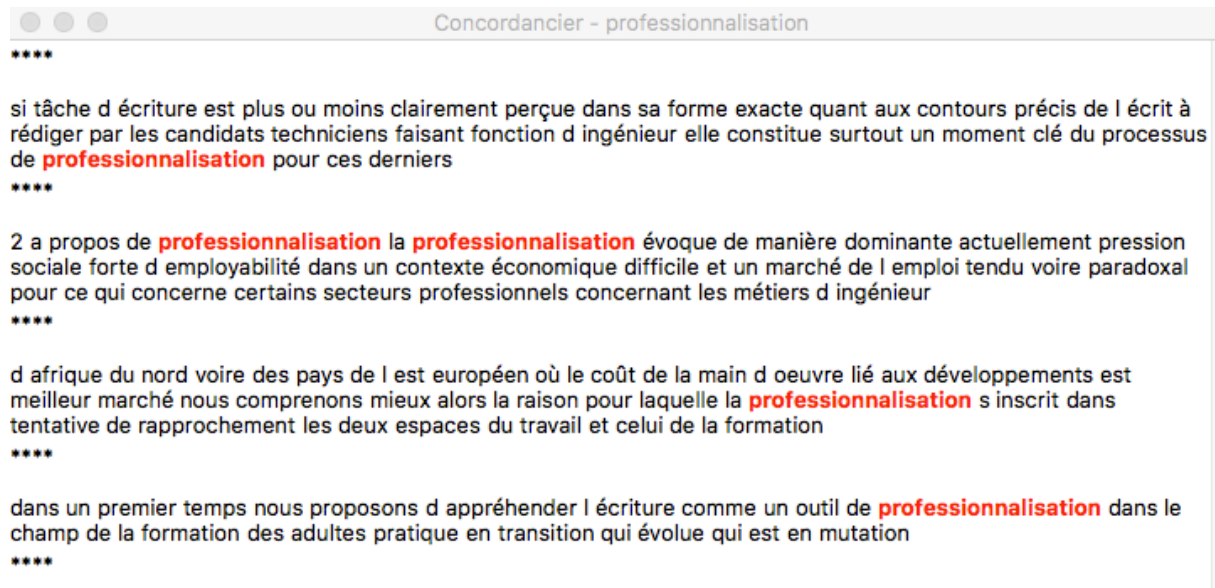 Concordancier - professionnalisation
****
si tâche d écriture est plus ou moins clairement perçue dans sa forme exacte quant aux contours précis de l écrit à
rédiger par les candidats techniciens faisant fonction d ingénieur elle constitue surtout un moment clé du processus
de professionnalisation pour ces derniers
****
2 a propos de professionnalisation la professionnalisation évoque de manière dominante actuellement pression
sociale forte d employabilité dans un contexte économique difficile et un marché de l emploi tendu voire paradoxal
pour ce qui concerne certains secteurs professionnels concernant les métiers d ingénieur
****
d afrique du nord voire des pays de l est européen où le coût de la main d oeuvre lié aux développements est
meilleur marché nous comprenons mieux alors la raison pour laquelle la professionnalisation s inscrit dans
tentative de rapprochement les deux espaces du travail et celui de la formation
****
dans un premier temps nous proposons d appréhender l écriture comme un outil de professionnalisation dans le
champ de la formation des adultes pratique en transition qui évolue qui est en mutation
****